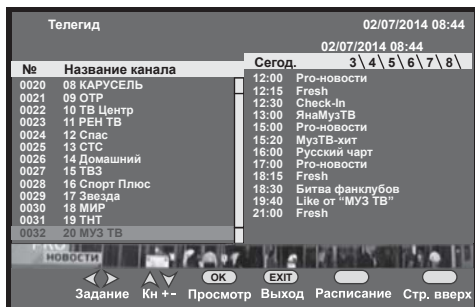 Телегид 02/07/2014 08:44
02/07/2014 08:44
№ Название канала
0020 08 КАРУСЕЛЬ
0021 09 ОТР
0022 10 ТВ Центр
0023 11 РЕН ТВ
0024 12 Спас
0025 13 СТС
0026 14 Домашний
0027 15 ТВ3
0028 16 Спорт Плюс
0029 17 Звезда
0030 18 МИР
0031 19 ТНТ
0032 20 МУЗ ТВ
Сегод. 3\ 4\ 5\ 6\ 7\ 8\
12:00 Pro-новости
12:15 Fresh
12:30 Check-In
13:00 ЯнаМузТВ
15:00 Pro-новости
15:20 МузТВ-хит
16:00 Русский чарт
17:00 Pro-новости
18:15 Fresh
18:30 Битва фанклубов
19:40 Like от "МУЗ ТВ"
21:00 Fresh
PRO
НОВОСТИ
OK EXIT
Задание Кн +- Просмотр Выход Расписание Стр. вверх